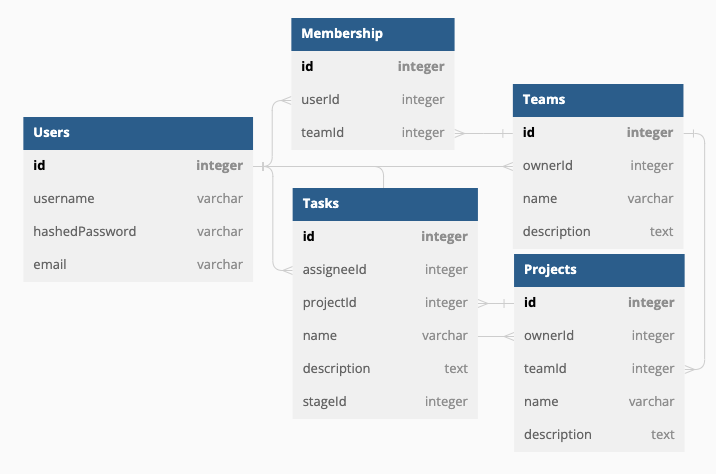 Membership
id integer
userId integer
teamId integer
Users
id integer
username varchar
hashedPassword varchar
email varchar
Teams
id integer
ownerId integer
name varchar
description text
Tasks
id integer
assigneeId integer
projectId integer
name varchar
description text
stageId integer
Projects
id integer
ownerId integer
teamId integer
name varchar
description text